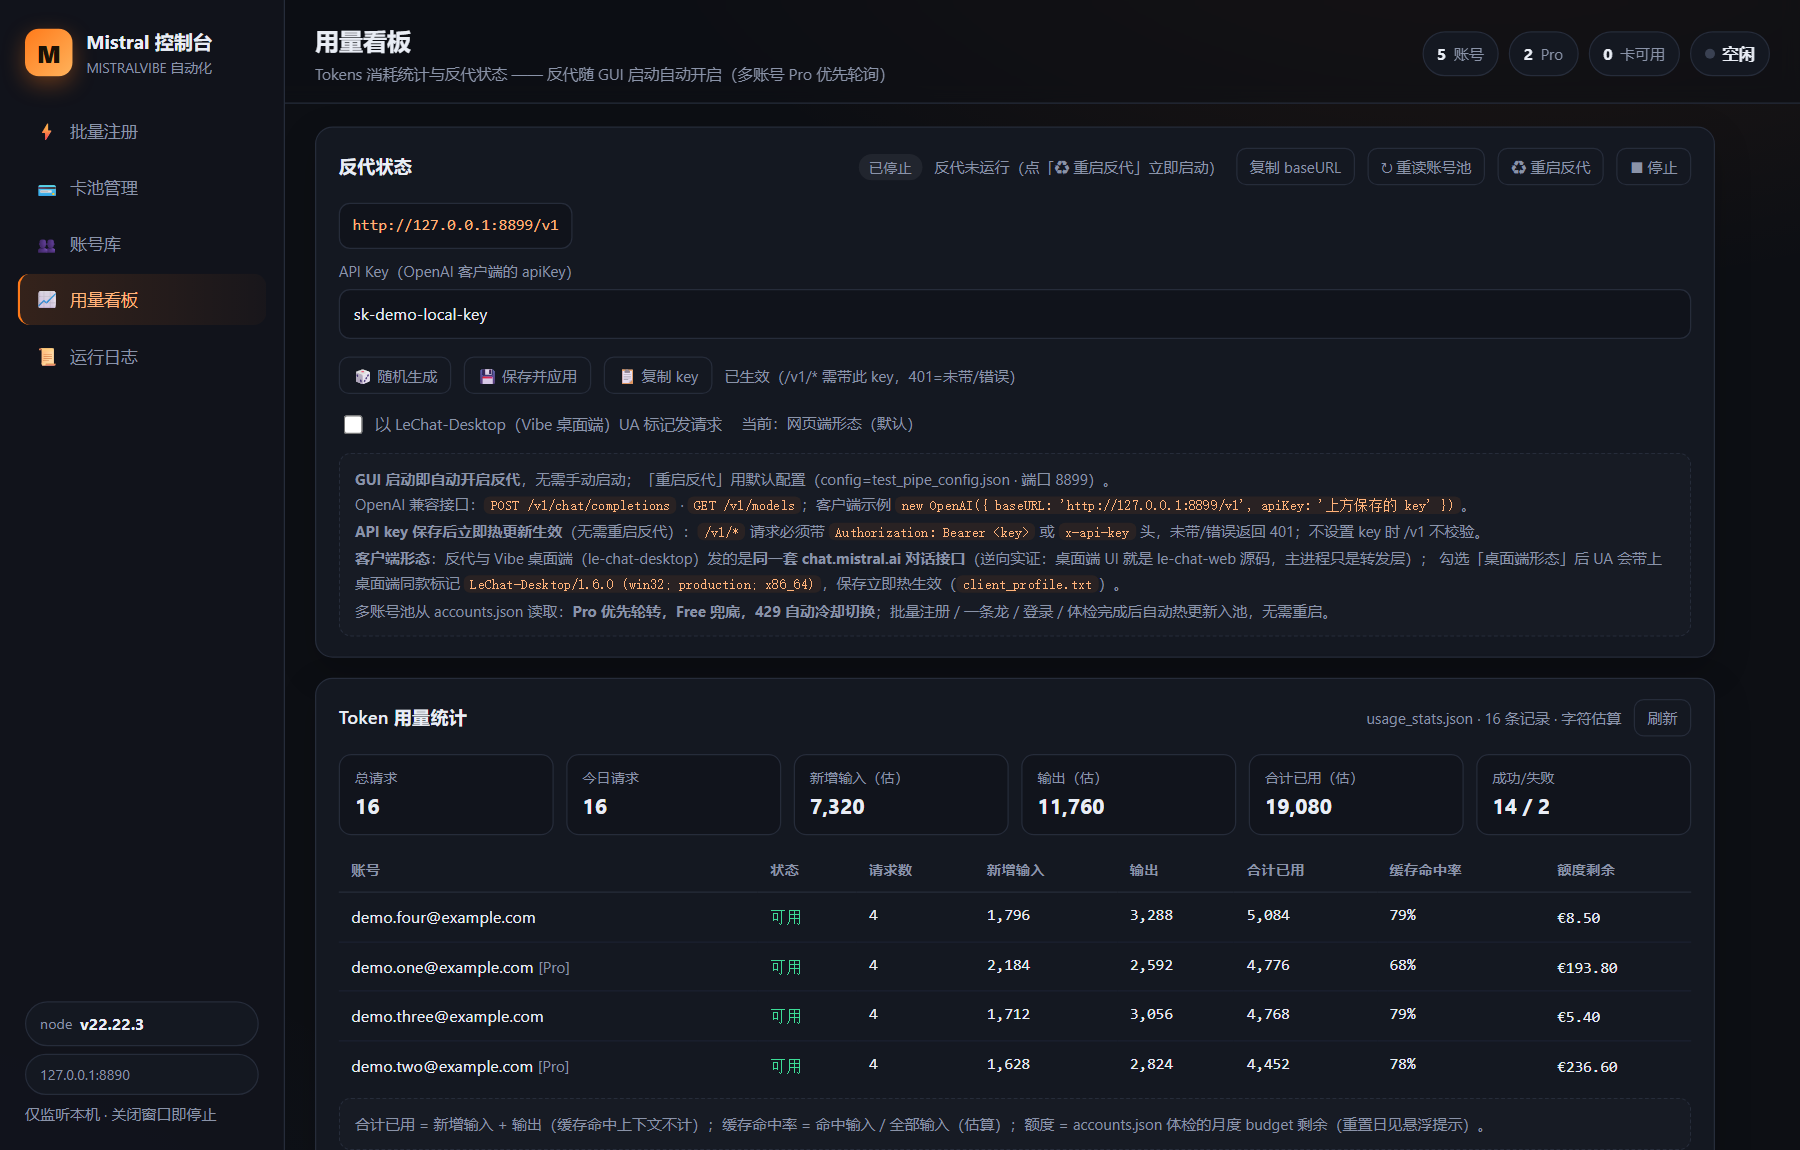 M
Mistral 控制台
MISTRALVIBE 自动化
批量注册
卡池管理
账号库
用量看板
运行日志
node v22.22.3
127.0.0.1:8890
仅监听本机 · 关闭窗口即停止
用量看板
Tokens 消耗统计与反代状态 —— 反代随 GUI 启动自动开启（多账号 Pro 优先轮询）
5 账号
2 Pro
0 卡可用
空闲
反代状态
已停止
反代未运行（点「♻ 重启反代」立即启动）
复制 baseURL
↻ 重读账号池
♻ 重启反代
■ 停止
http://127.0.0.1:8899/v1
API Key（OpenAI 客户端的 apiKey）
sk-demo-local-key
随机生成
保存并应用
复制 key
已生效（/v1/* 需带此 key，401=未带/错误）
以 LeChat-Desktop（Vibe 桌面端）UA 标记发请求
当前：网页端形态（默认）
GUI 启动即自动开启反代，无需手动启动；「重启反代」用默认配置（config=test_pipe_config.json · 端口 8899）。
OpenAI 兼容接口： POST /v1/chat/completions · GET /v1/models ；客户端示例 new OpenAI({ baseURL: 'http://127.0.0.1:8899/v1', apiKey: '上方保存的 key' }) 。
API key 保存后立即热更新生效（无需重启反代）： /v1/* 请求必须带 Authorization: Bearer <key> 或 x-api-key 头，未带/错误返回 401；不设置 key 时 /v1 不校验。
客户端形态：反代与 Vibe 桌面端（le-chat-desktop）发的是同一套 chat.mistral.ai 对话接口（逆向实证：桌面端 UI 就是 le-chat-web 源码，主进程只是转发层）； 勾选「桌面端形态」后 UA 会带上
桌面端同款标记 LeChat-Desktop/1.6.0 (win32; production; x86_64) ，保存立即热生效（ client_profile.txt ）。
多账号池从 accounts.json 读取：Pro 优先轮转，Free 兜底，429 自动冷却切换；批量注册 / 一条龙 / 登录 / 体检完成后自动热更新入池，无需重启。
Token 用量统计
usage_stats.json · 16 条记录 · 字符估算
刷新
总请求
16
今日请求
16
新增输入（估）
7,320
输出（估）
11,760
合计已用（估）
19,080
成功/失败
14 / 2
账号 状态 请求数 新增输入 输出 合计已用 缓存命中率 额度剩余
demo.four@example.com 可用 4 1,796 3,288 5,084 79% €8.50
demo.one@example.com [Pro] 可用 4 2,184 2,592 4,776 68% €193.80
demo.three@example.com 可用 4 1,712 3,056 4,768 79% €5.40
demo.two@example.com [Pro] 可用 4 1,628 2,824 4,452 78% €236.60
合计已用 = 新增输入 + 输出（缓存命中上下文不计）；缓存命中率 = 命中输入 / 全部输入（估算）；额度 = accounts.json 体检的月度 budget 剩余（重置日见悬浮提示）。